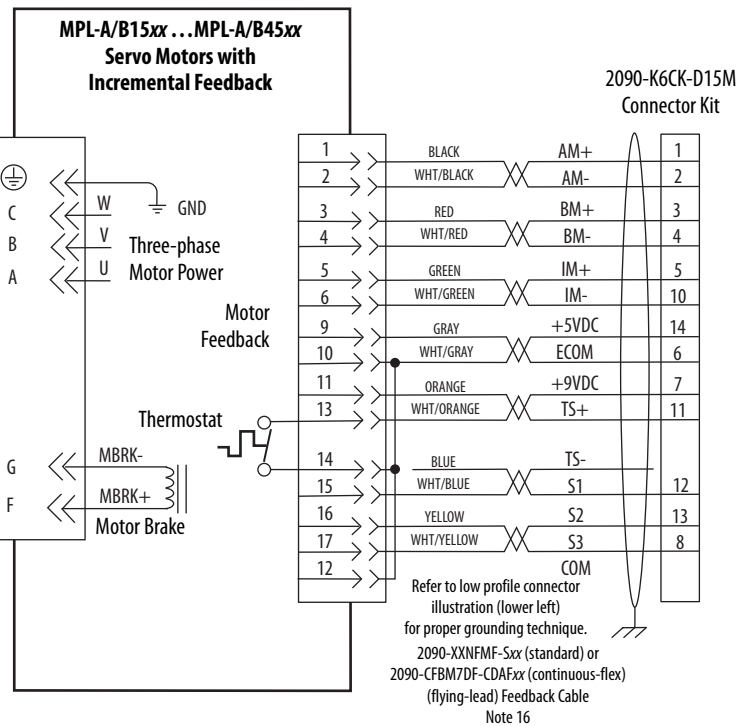 MPL-A/B15xx …MPL-A/B45xx
Servo Motors with
Incremental Feedback
2090-K6CK-D15M
Connector Kit
1 BLACK AM+ 1
2 WHT/BLACK AM- 2
3 RED BM+ 3
4 WHT/RED BM- 4
5 GREEN IM+ 5
6 WHT/GREEN IM- 10
9 GRAY +5VDC 14
10 WHT/GRAY ECOM 6
11 ORANGE +9VDC 7
13 WHT/ORANGE TS+ 11
14 BLUE TS-
15 WHT/BLUE S1 12
16 YELLOW S2 13
17 WHT/YELLOW S3 8
12 COM
C W GND
B V
A U
Three-phase
Motor Power
Motor
Feedback
Thermostat
G MBRK-
F MBRK+
Motor Brake
Refer to low profile connector
illustration (lower left)
for proper grounding technique.
2090-XXNFMF-Sxx (standard) or
2090-CFBM7DF-CDAFxx (continuous-flex)
(flying-lead) Feedback Cable
Note 16